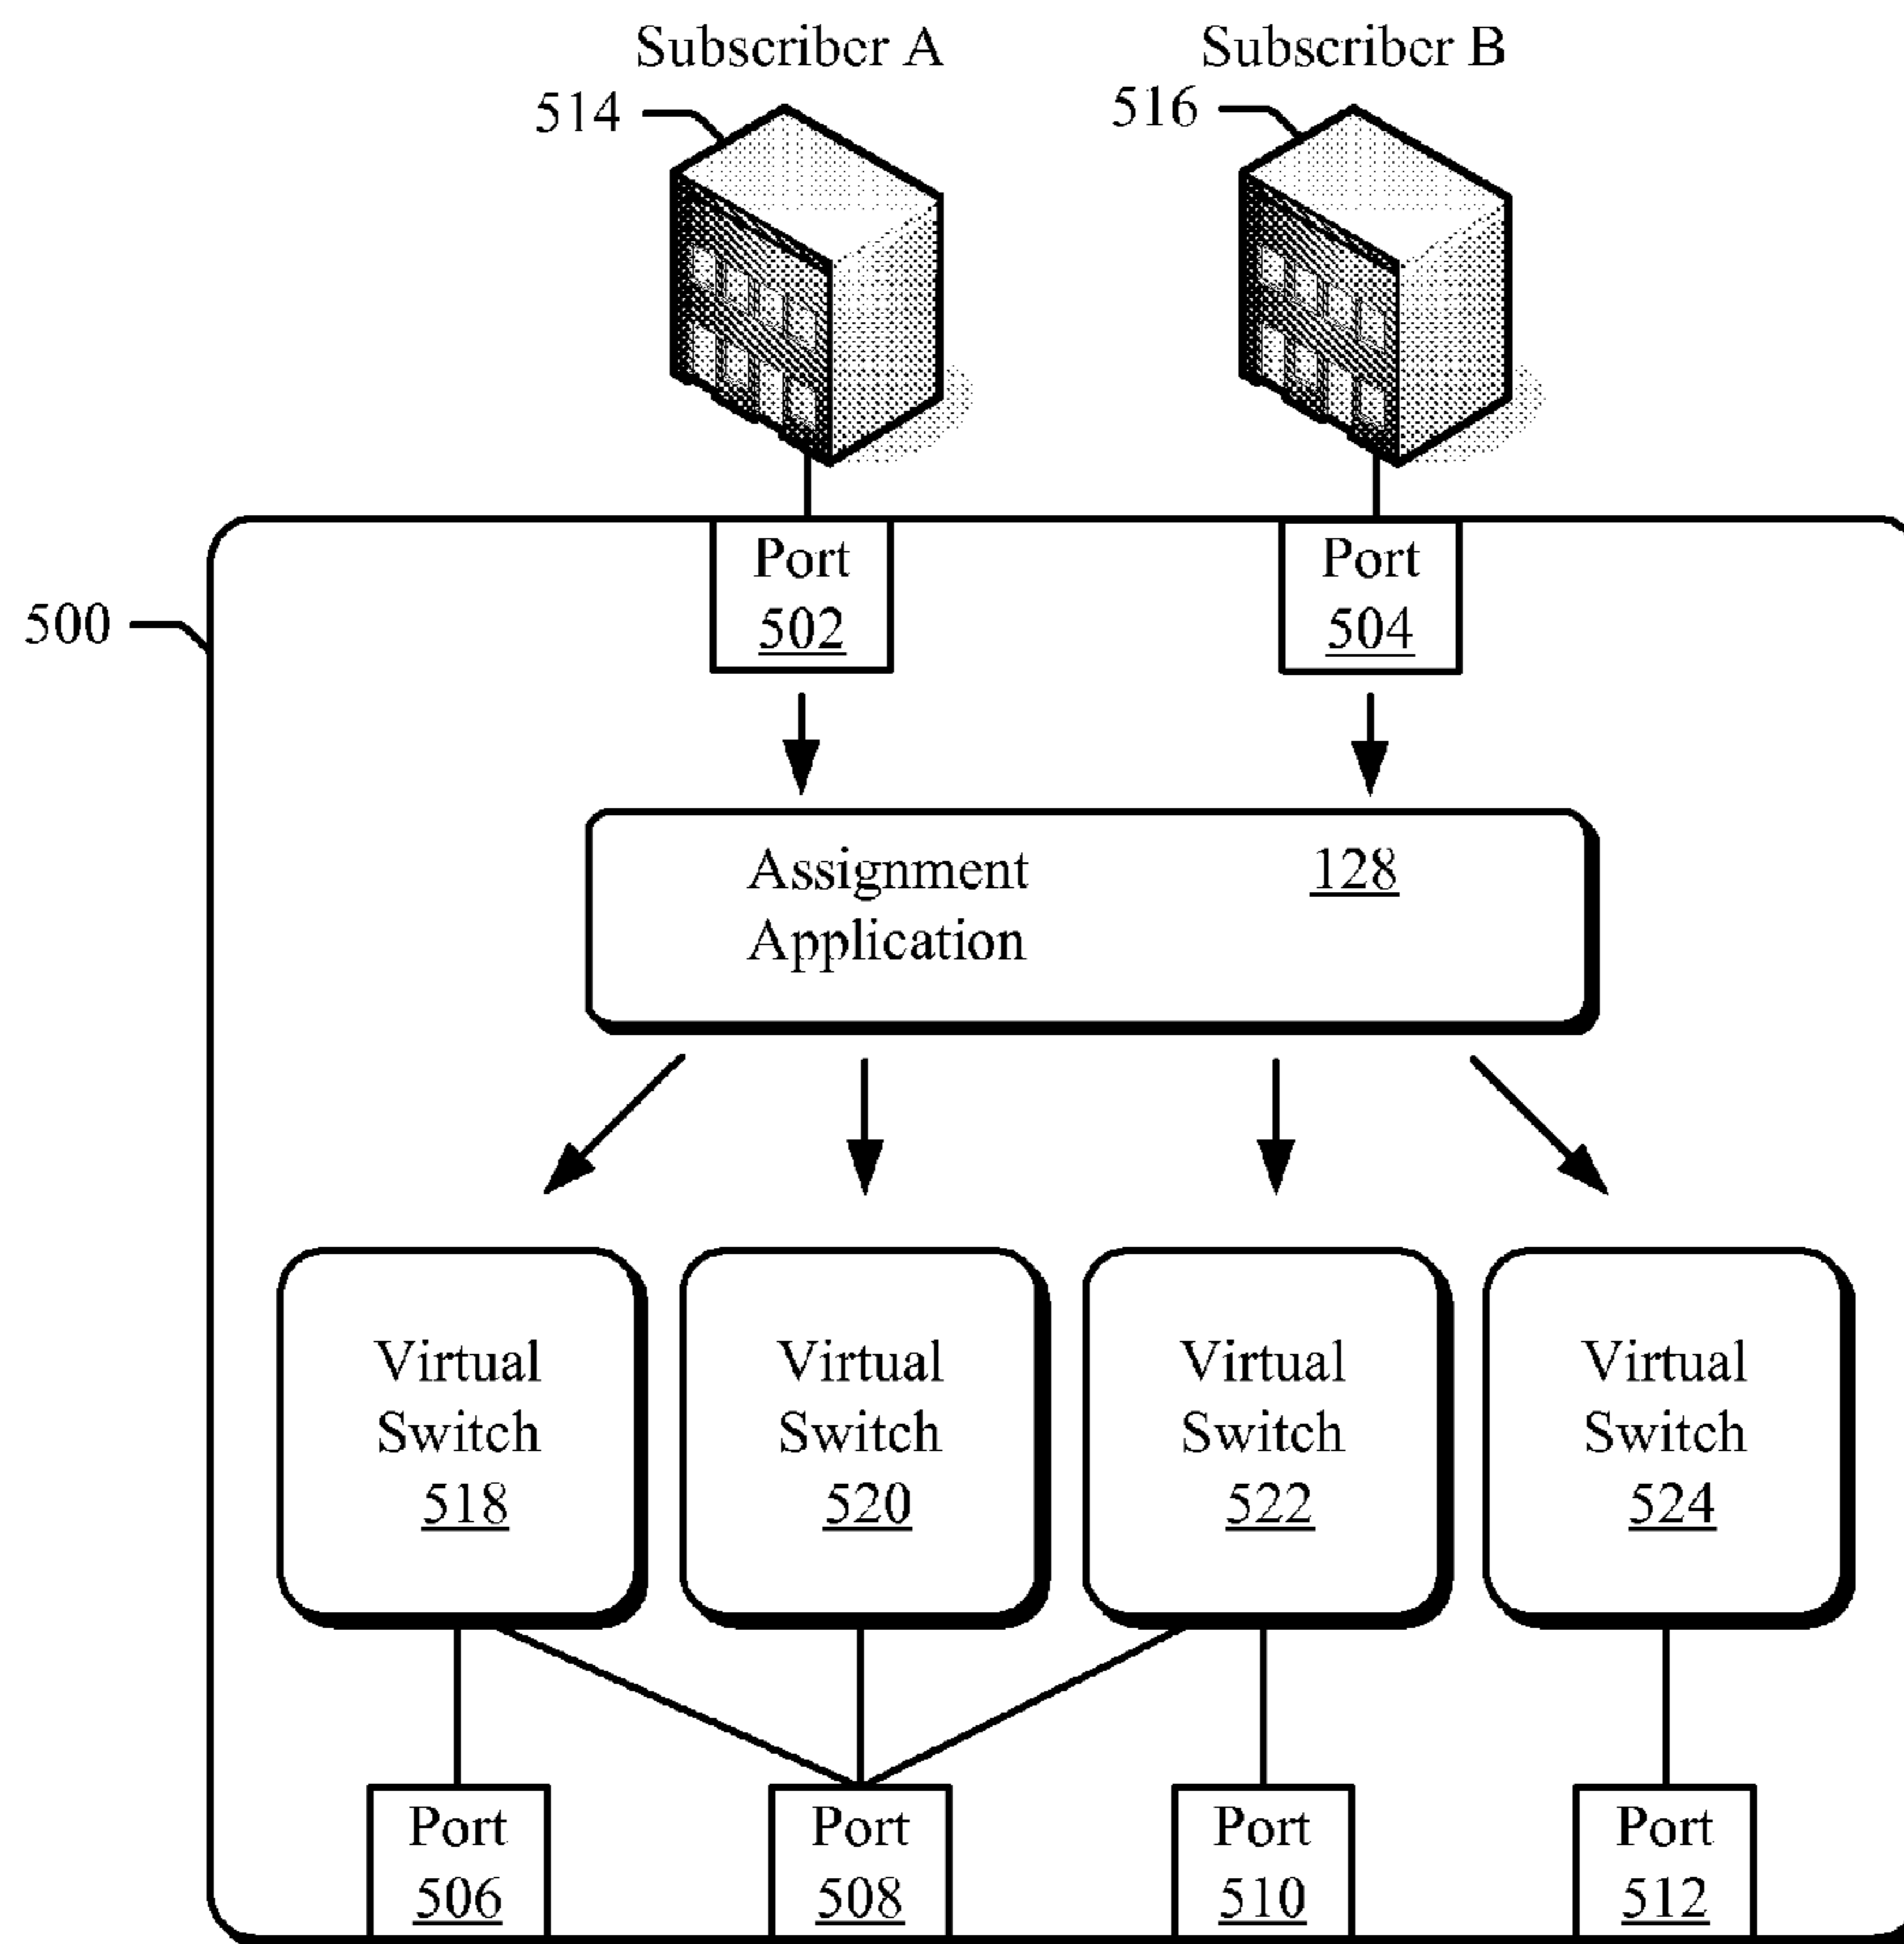 Subscriber A
Subscriber B
514
516
Port
502
Port
504
500
Assignment
Application
128
Virtual
Switch
518
Virtual
Switch
520
Virtual
Switch
522
Virtual
Switch
524
Port
506
Port
508
Port
510
Port
512